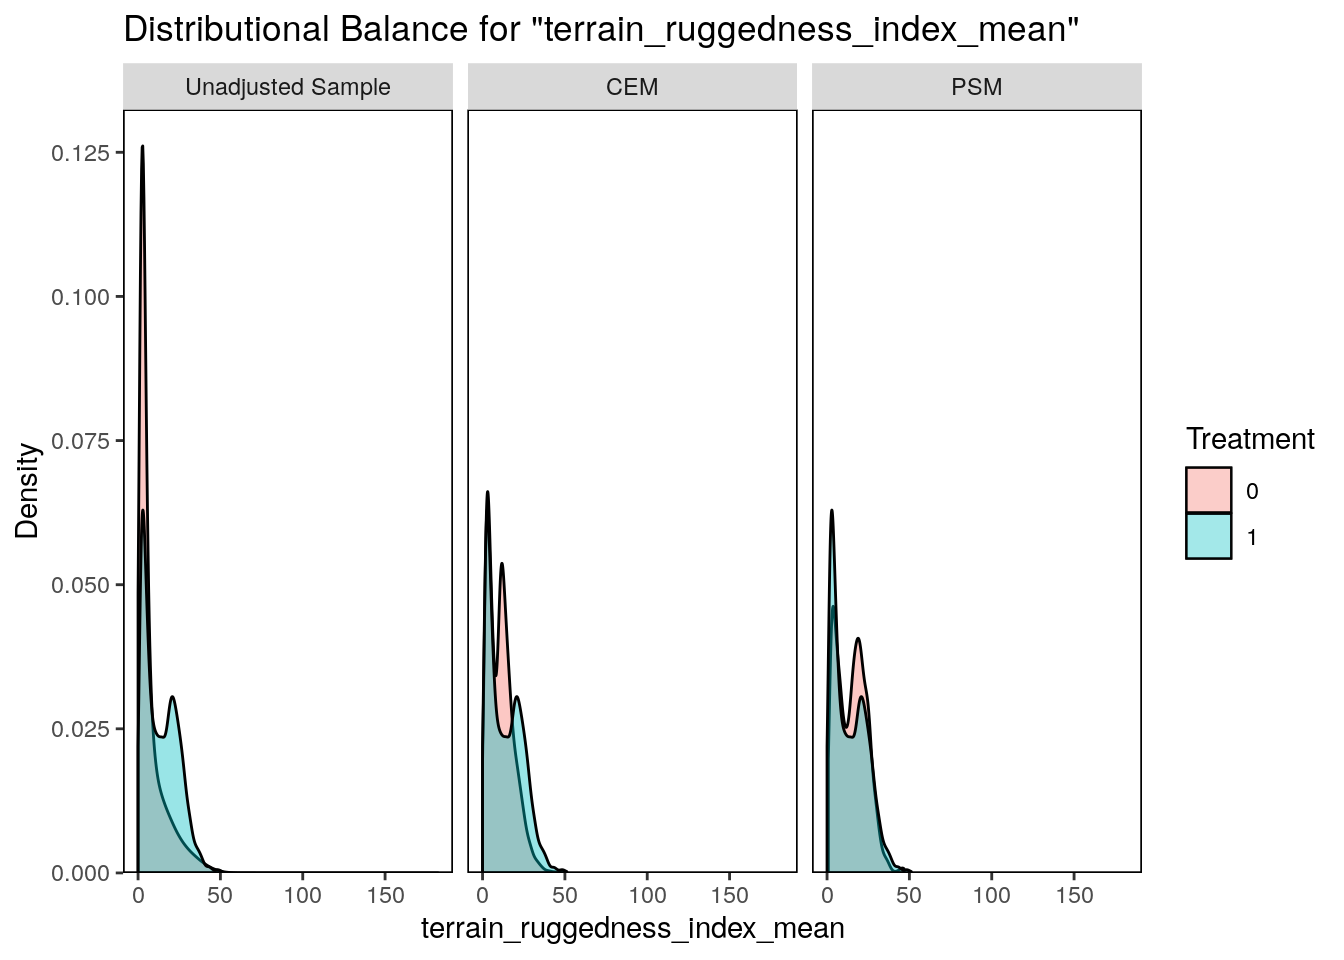 Distributional Balance for "terrain_ruggedness_index_mean"
Unadjusted Sample
CEM
PSM
0.125
0.100
0.075
0.050
0.025
0.000
Density
0 50 100 150
0 50 100 150
0 50 100 150
terrain_ruggedness_index_mean
Treatment
0
1